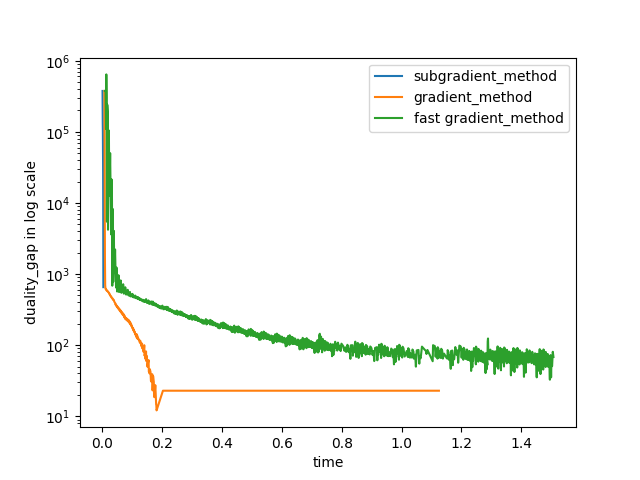 subgradient_method
gradient_method
fast gradient_method
duality_gap in log scale
10^6
10^5
10^4
10^3
10^2
10^1
0.0 0.2 0.4 0.6 0.8 1.0 1.2 1.4
time